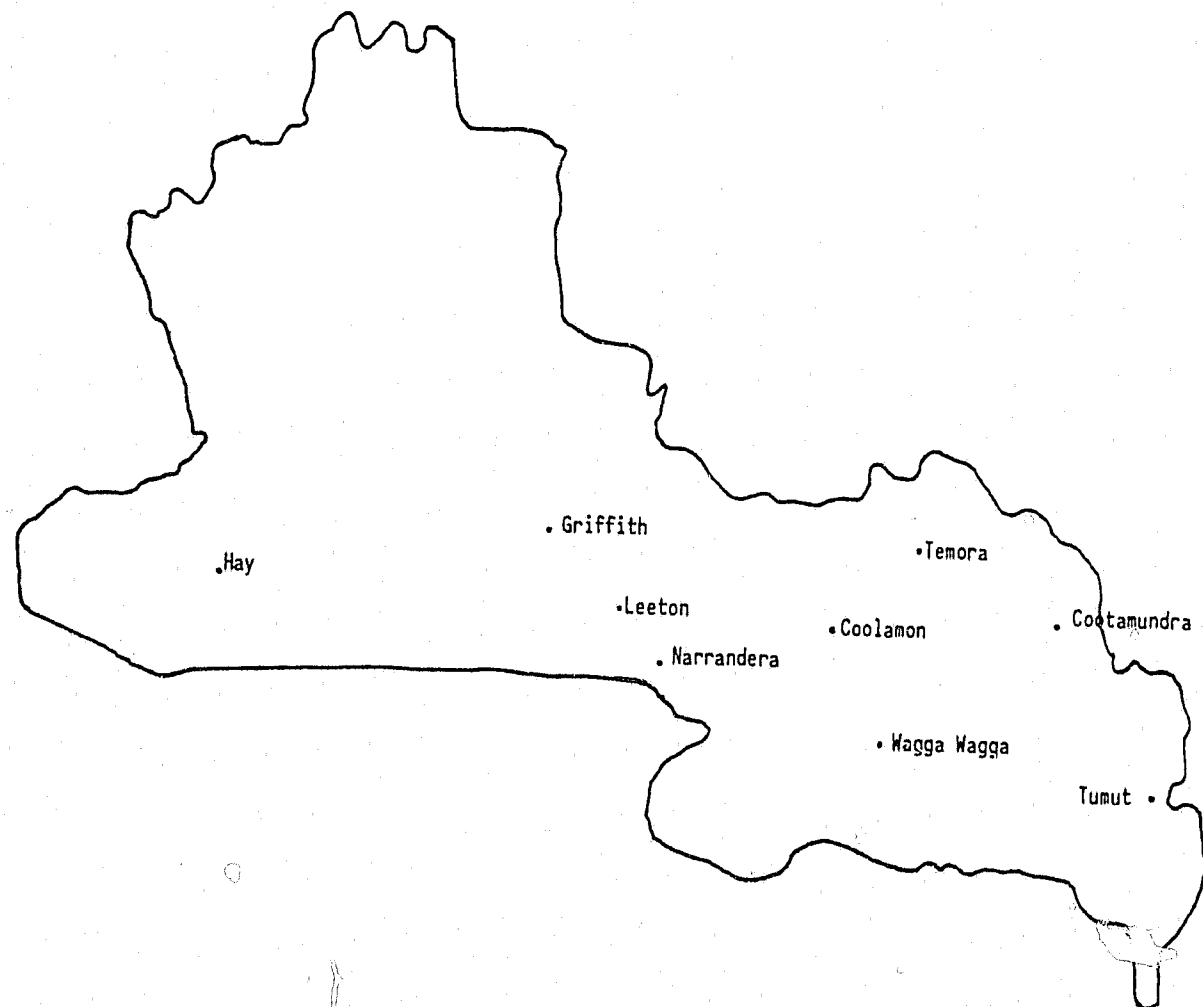 Griffith
Temora
Hay
Leeton
Coolamon
Cootamundra
Narrandera
Wagga Wagga
Tumut